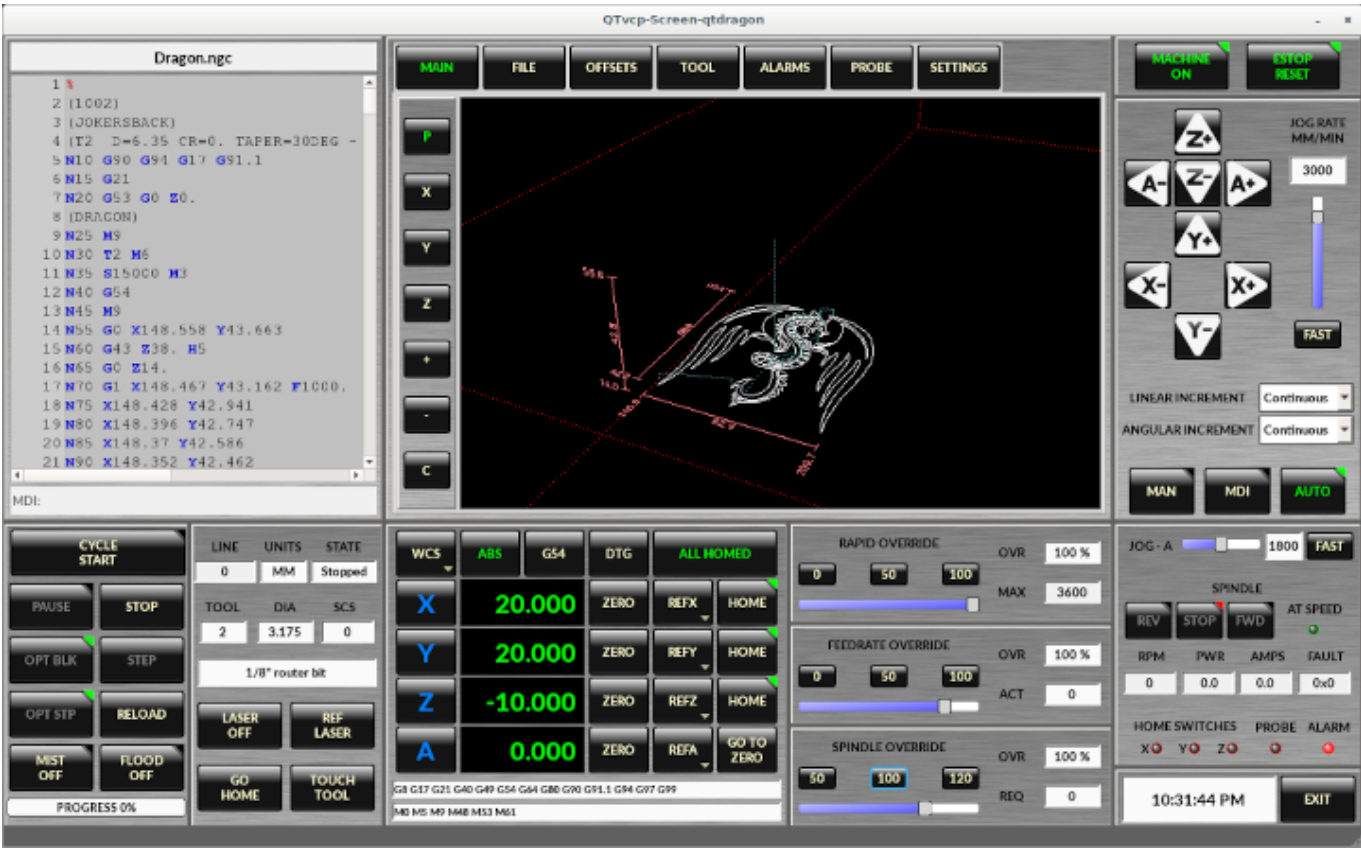 QTvcp-Screen-qtdragon
Dragon.ngc
1 %
2 (1002)
3 (JOKERSBACK)
4 (T2 D=6.35 CR=0. TAPER=30DEG -
5 N10 G90 G94 G17 G91.1
6 N15 G21
7 N20 G53 G0 Z0.
8 (DRAGON)
9 N25 M9
10 N30 T2 M6
11 N35 S15000 M3
12 N40 G54
13 N45 M9
14 N55 G0 X148.558 Y43.663
15 N60 G43 Z38. H5
16 N65 G0 Z14.
17 N70 G1 X148.467 Y43.162 F1000.
18 N75 X148.428 Y42.941
19 N80 X148.396 Y42.747
20 N85 X148.37 Y42.586
21 N90 X148.352 Y42.462
MDI:
MAIN FILE OFFSETS TOOL ALARMS PROBE SETTINGS
P
X
Y
Z
+
-
C
MACHINE ON
ESTOP RESET
JOG RATE
MM/MIN
3000
Z+
A- Z- A+
Y+
X- X+
Y-
FAST
LINEAR INCREMENT Continuous
ANGULAR INCREMENT Continuous
MAN MDI AUTO
CYCLE
START
PAUSE STOP
OPT BLK STEP
OPT STP RELOAD
MIST OFF
FLOOD OFF
PROGRESS 0%
LINE UNITS STATE
0 MM Stopped
TOOL DIA SCS
2 3.175 0
1/8" router bit
LASER OFF
REF LASER
GO HOME
TOUCH TOOL
WCS ABS G54 DTG ALL HOMED
X 20.000 ZERO REFX HOME
Y 20.000 ZERO REFY HOME
Z -10.000 ZERO REFZ HOME
A 0.000 ZERO REFA GO TO ZERO
G8 G17 G21 G40 G49 G54 G64 G80 G90 G91.1 G94 G97 G99
M0 M5 M9 M48 M53 M61
RAPID OVERRIDE
OVR 100 %
0 50 100
MAX 3600
FEEDRATE OVERRIDE
OVR 100 %
0 50 100
ACT 0
SPINDLE OVERRIDE
OVR 100 %
50 100 120
REQ 0
JOG - A 1800 FAST
SPINDLE
REV STOP FWD AT SPEED
RPM PWR AMPS FAULT
0 0.0 0.0 0x0
HOME SWITCHES PROBE ALARM
X Y Z
10:31:44 PM EXIT